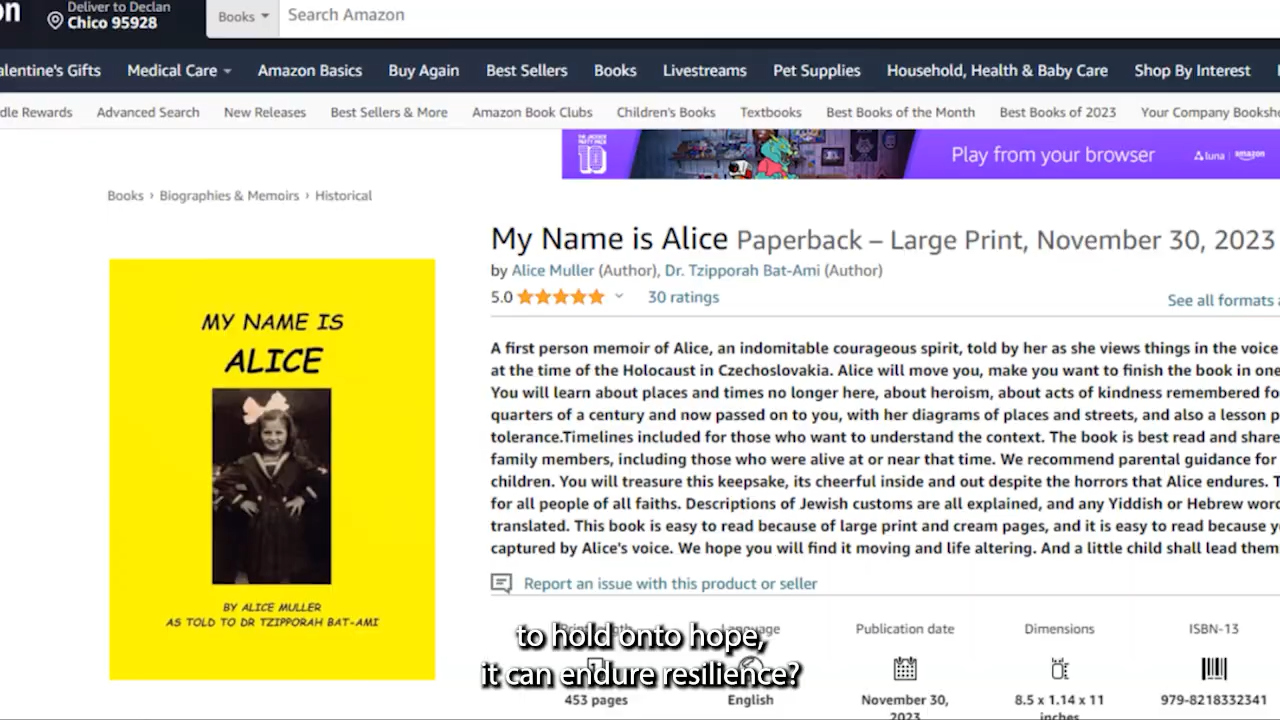 on
Deliver to Declan
Chico 95928
Books
Search Amazon
alentine's Gifts Medical Care Amazon Basics Buy Again Best Sellers Books Livestreams Pet Supplies Household, Health & Baby Care Shop By Interest
dle Rewards Advanced Search New Releases Best Sellers & More Amazon Book Clubs Children's Books Textbooks Best Books of the Month Best Books of 2023 Your Company Booksh
THE JACKBOX
PARTY PACK
10
Play from your browser
luna
amazon
Books › Biographies & Memoirs › Historical
My Name is Alice Paperback – Large Print, November 30, 2023
by Alice Muller (Author), Dr. Tzipporah Bat-Ami (Author)
5.0 30 ratings
See all formats a
A first person memoir of Alice, an indomitable courageous spirit, told by her as she views things in the voice
at the time of the Holocaust in Czechoslovakia. Alice will move you, make you want to finish the book in one
You will learn about places and times no longer here, about heroism, about acts of kindness remembered fo
quarters of a century and now passed on to you, with her diagrams of places and streets, and also a lesson p
tolerance.Timelines included for those who want to understand the context. The book is best read and share
family members, including those who were alive at or near that time. We recommend parental guidance for
children. You will treasure this keepsake, its cheerful inside and out despite the horrors that Alice endures. T
for all people of all faiths. Descriptions of Jewish customs are all explained, and any Yiddish or Hebrew word
translated. This book is easy to read because of large print and cream pages, and it is easy to read because y
captured by Alice's voice. We hope you will find it moving and life altering. And a little child shall lead them
Report an issue with this product or seller
MY NAME IS
ALICE
BY ALICE MULLER
AS TOLD TO DR TZIPPORAH BAT-AMI
Print length Language Publication date Dimensions ISBN-13
453 pages English November 30, 2023 8.5 x 1.14 x 11 inches 979-8218332341
to hold onto hope,
it can endure resilience?